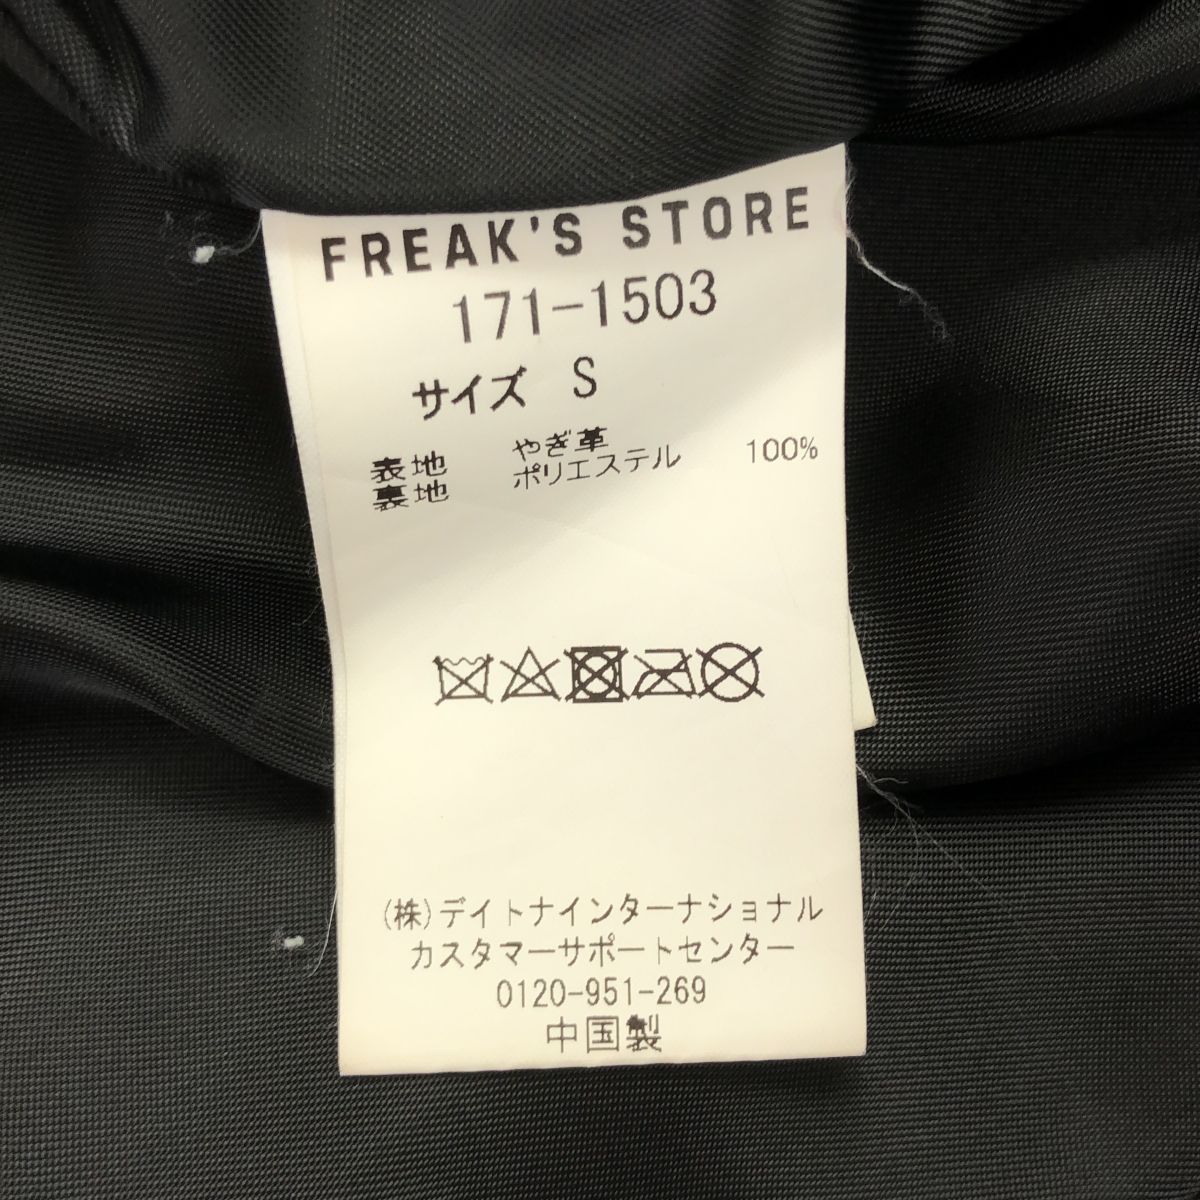 FREAK'S STORE
171-1503
サイズ S
表地 やぎ革
裏地 ポリエステル 100%
(株)デイトナインターナショナル
カスタマーサポートセンター
0120-951-269
中国製